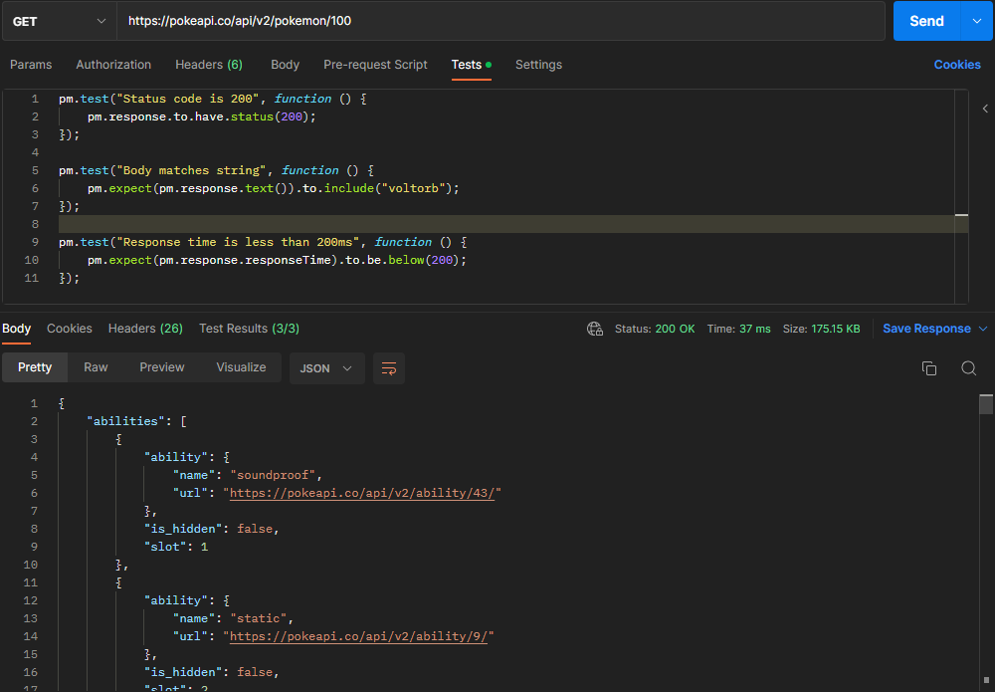 GET https://pokeapi.co/api/v2/pokemon/100 Send
Params Authorization Headers (6) Body Pre-request Script Tests Settings Cookies
1 pm.test("Status code is 200", function () {
2 pm.response.to.have.status(200);
3 });
4
5 pm.test("Body matches string", function () {
6 pm.expect(pm.response.text()).to.include("voltorb");
7 });
8
9 pm.test("Response time is less than 200ms", function () {
10 pm.expect(pm.response.responseTime).to.be.below(200);
11 });
Body Cookies Headers (26) Test Results (3/3) Status: 200 OK Time: 37 ms Size: 175.15 KB Save Response
Pretty Raw Preview Visualize JSON
1 {
2 "abilities": [
3 {
4 "ability": {
5 "name": "soundproof",
6 "url": "https://pokeapi.co/api/v2/ability/43/"
7 },
8 "is_hidden": false,
9 "slot": 1
10 },
11 {
12 "ability": {
13 "name": "static",
14 "url": "https://pokeapi.co/api/v2/ability/9/"
15 },
16 "is_hidden": false,
17 "slot": 2